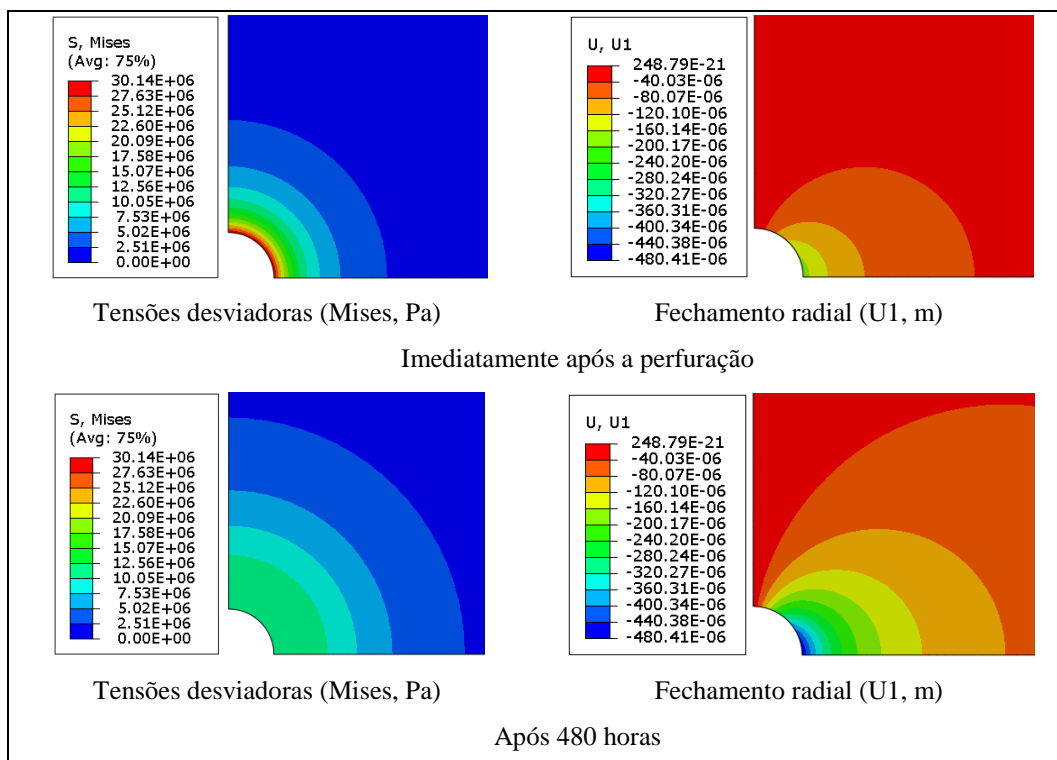 S, Mises
(Avg: 75%)
30.14E+06
27.63E+06
25.12E+06
22.60E+06
20.09E+06
17.58E+06
15.07E+06
12.56E+06
10.05E+06
7.53E+06
5.02E+06
2.51E+06
0.00E+00
U, U1
248.79E-21
-40.03E-06
-80.07E-06
-120.10E-06
-160.14E-06
-200.17E-06
-240.20E-06
-280.24E-06
-320.27E-06
-360.31E-06
-400.34E-06
-440.38E-06
-480.41E-06
Tensões desviadoras (Mises, Pa)
Fechamento radial (U1, m)
Imediatamente após a perfuração
S, Mises
(Avg: 75%)
30.14E+06
27.63E+06
25.12E+06
22.60E+06
20.09E+06
17.58E+06
15.07E+06
12.56E+06
10.05E+06
7.53E+06
5.02E+06
2.51E+06
0.00E+00
U, U1
248.79E-21
-40.03E-06
-80.07E-06
-120.10E-06
-160.14E-06
-200.17E-06
-240.20E-06
-280.24E-06
-320.27E-06
-360.31E-06
-400.34E-06
-440.38E-06
-480.41E-06
Tensões desviadoras (Mises, Pa)
Fechamento radial (U1, m)
Após 480 horas